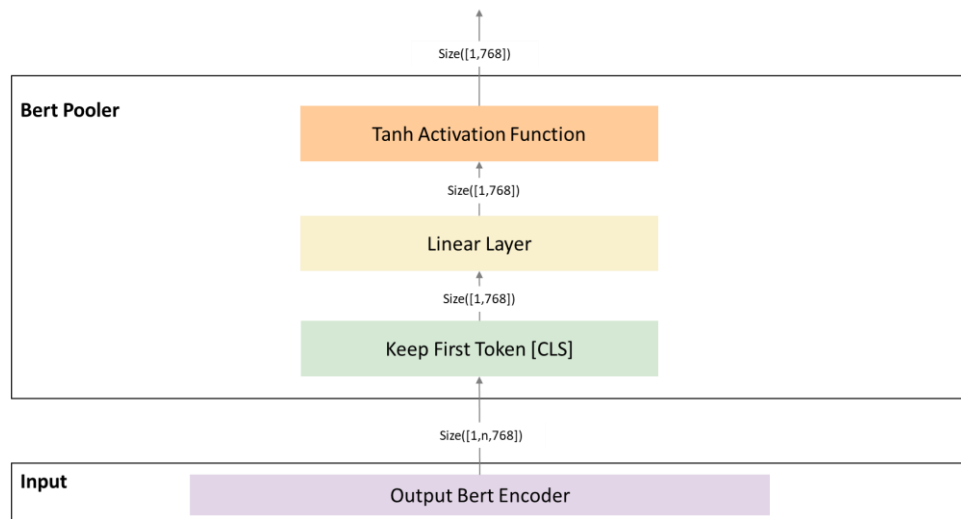 Size([1,768])
Bert Pooler
Tanh Activation Function
Size([1,768])
Linear Layer
Size([1,768])
Keep First Token [CLS]
Size([1,n,768])
Input
Output Bert Encoder